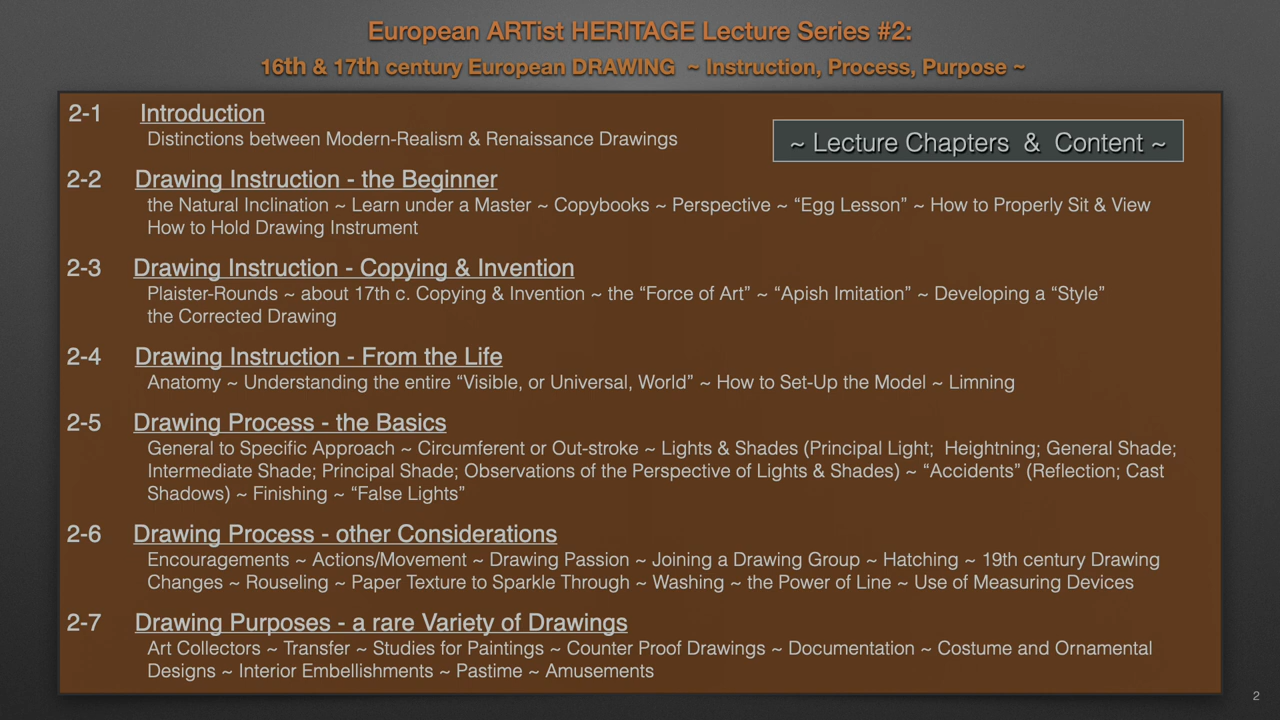 European ARTist HERITAGE Lecture Series #2:
16th & 17th century European DRAWING ~ Instruction, Process, Purpose ~
~ Lecture Chapters & Content ~
2-1 Introduction
Distinctions between Modern-Realism & Renaissance Drawings
2-2 Drawing Instruction - the Beginner
the Natural Inclination ~ Learn under a Master ~ Copybooks ~ Perspective ~ “Egg Lesson” ~ How to Properly Sit & View
How to Hold Drawing Instrument
2-3 Drawing Instruction - Copying & Invention
Plaister-Rounds ~ about 17th c. Copying & Invention ~ the “Force of Art” ~ “Apish Imitation” ~ Developing a “Style”
the Corrected Drawing
2-4 Drawing Instruction - From the Life
Anatomy ~ Understanding the entire “Visible, or Universal, World” ~ How to Set-Up the Model ~ Limning
2-5 Drawing Process - the Basics
General to Specific Approach ~ Circumferent or Out-stroke ~ Lights & Shades (Principal Light; Heightning; General Shade;
Intermediate Shade; Principal Shade; Observations of the Perspective of Lights & Shades) ~ “Accidents” (Reflection; Cast
Shadows) ~ Finishing ~ “False Lights”
2-6 Drawing Process - other Considerations
Encouragements ~ Actions/Movement ~ Drawing Passion ~ Joining a Drawing Group ~ Hatching ~ 19th century Drawing
Changes ~ Rouseling ~ Paper Texture to Sparkle Through ~ Washing ~ the Power of Line ~ Use of Measuring Devices
2-7 Drawing Purposes - a rare Variety of Drawings
Art Collectors ~ Transfer ~ Studies for Paintings ~ Counter Proof Drawings ~ Documentation ~ Costume and Ornamental
Designs ~ Interior Embellishments ~ Pastime ~ Amusements
2